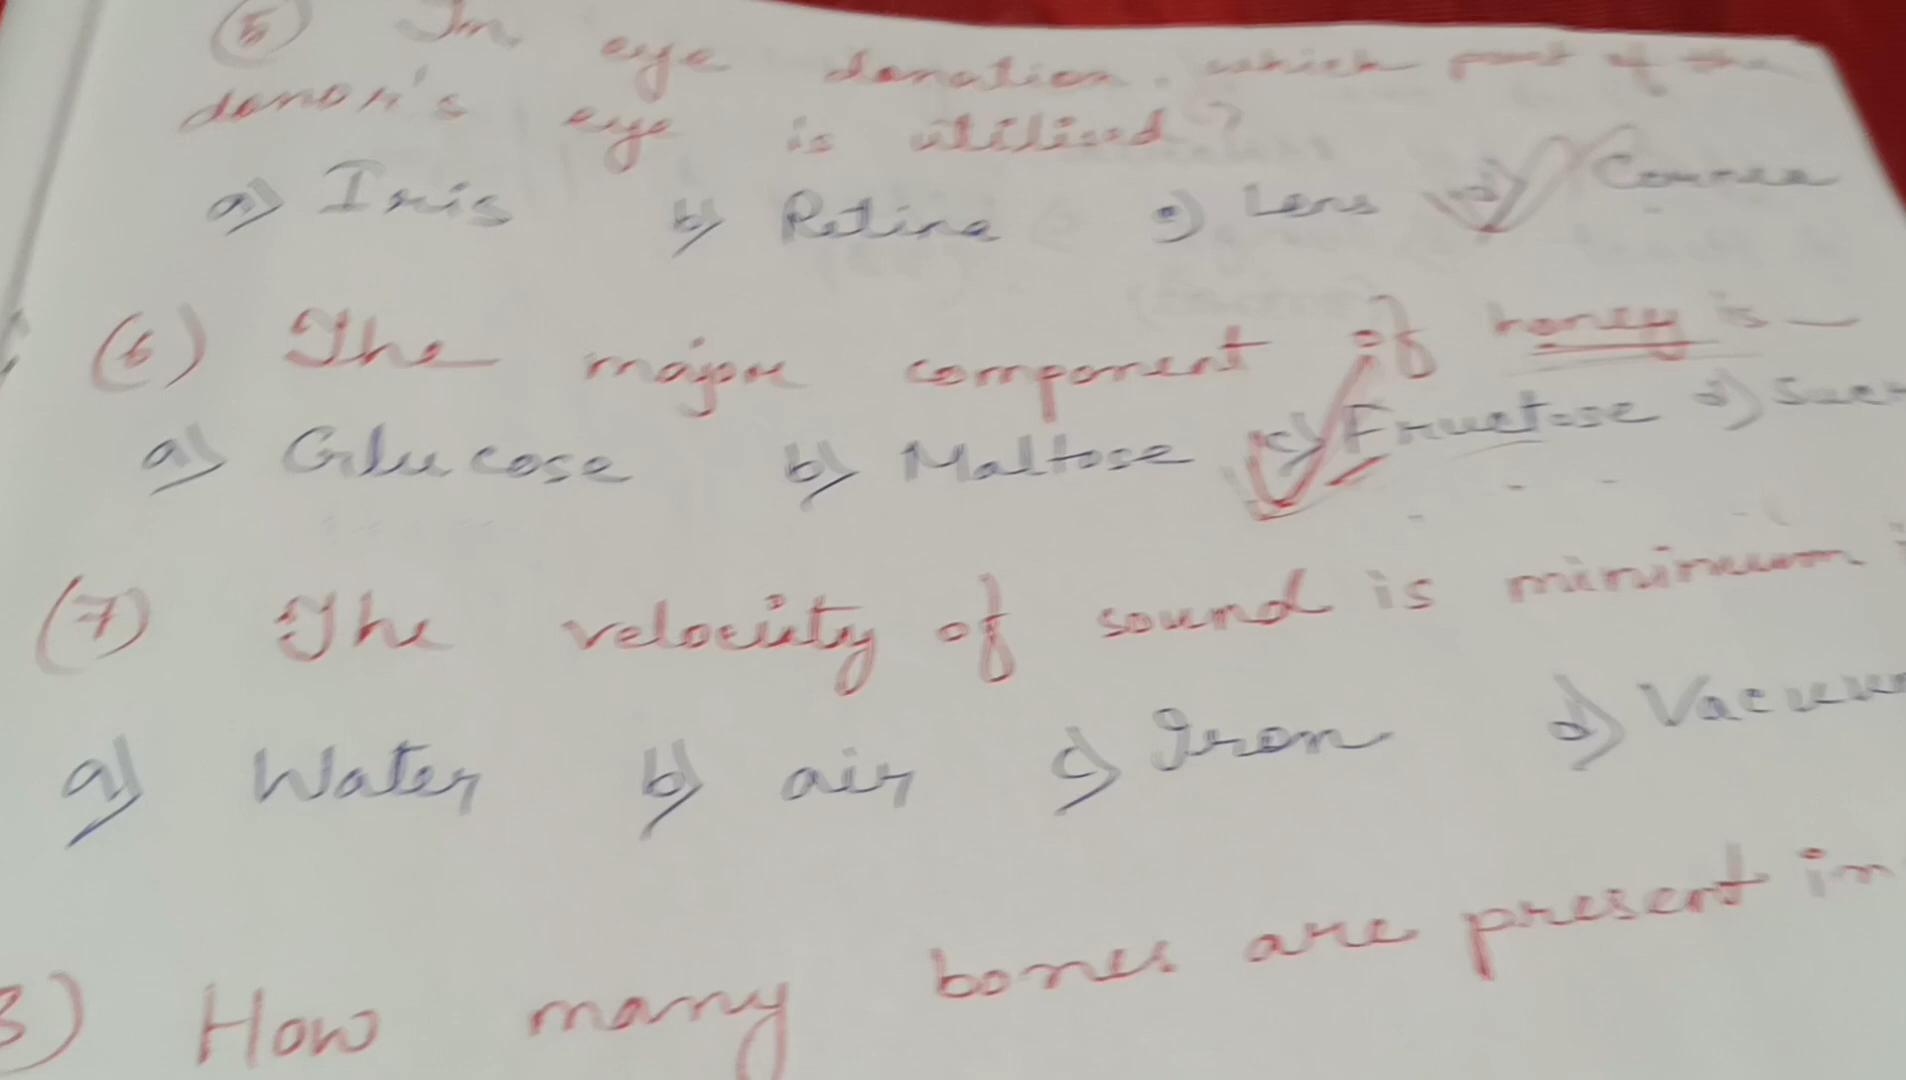 (5) In eye donation, which part of the
donor's eye is utilised?
a) Iris b) Retina c) Lens d) Cornea
(6) The major component of honey is -
a) Glucose b) Maltose c) Fructose d) Sucr
(7) The velocity of sound is minimum i
a) Water b) air c) Iron d) Vacuum
8) How many bones are present in